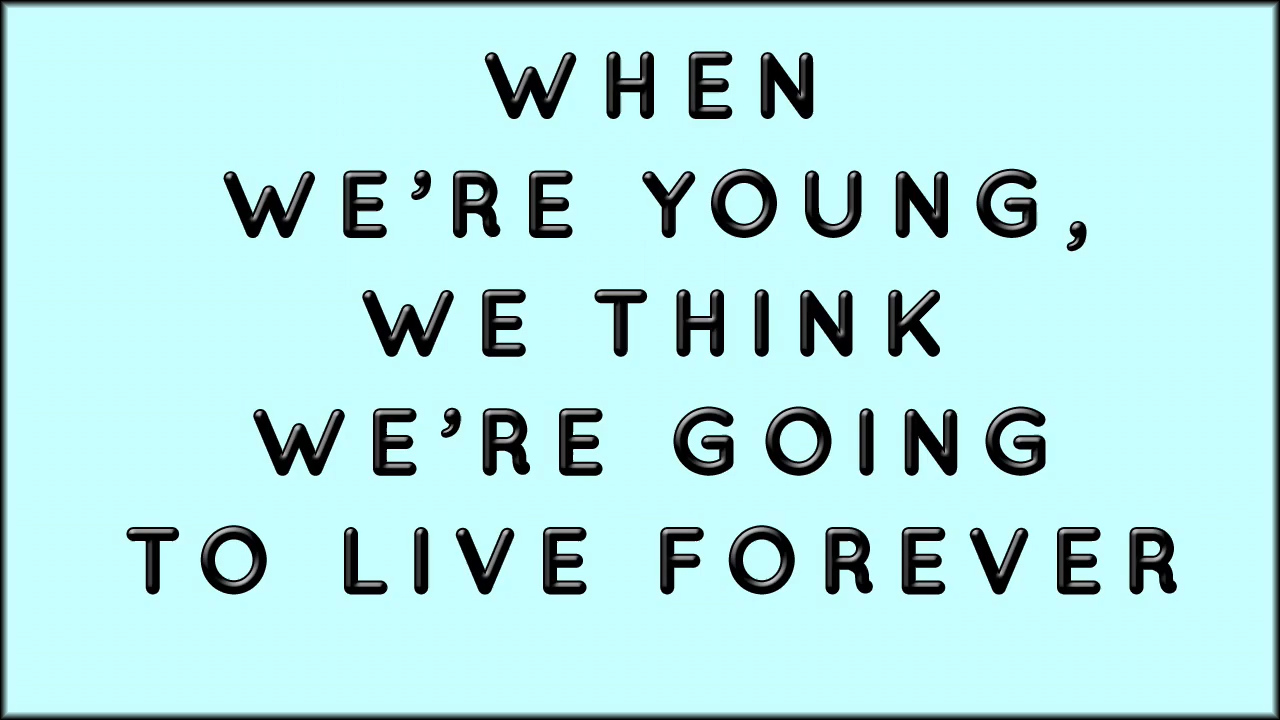 WHEN
WE’RE YOUNG,
WE THINK
WE’RE GOING
TO LIVE FOREVER